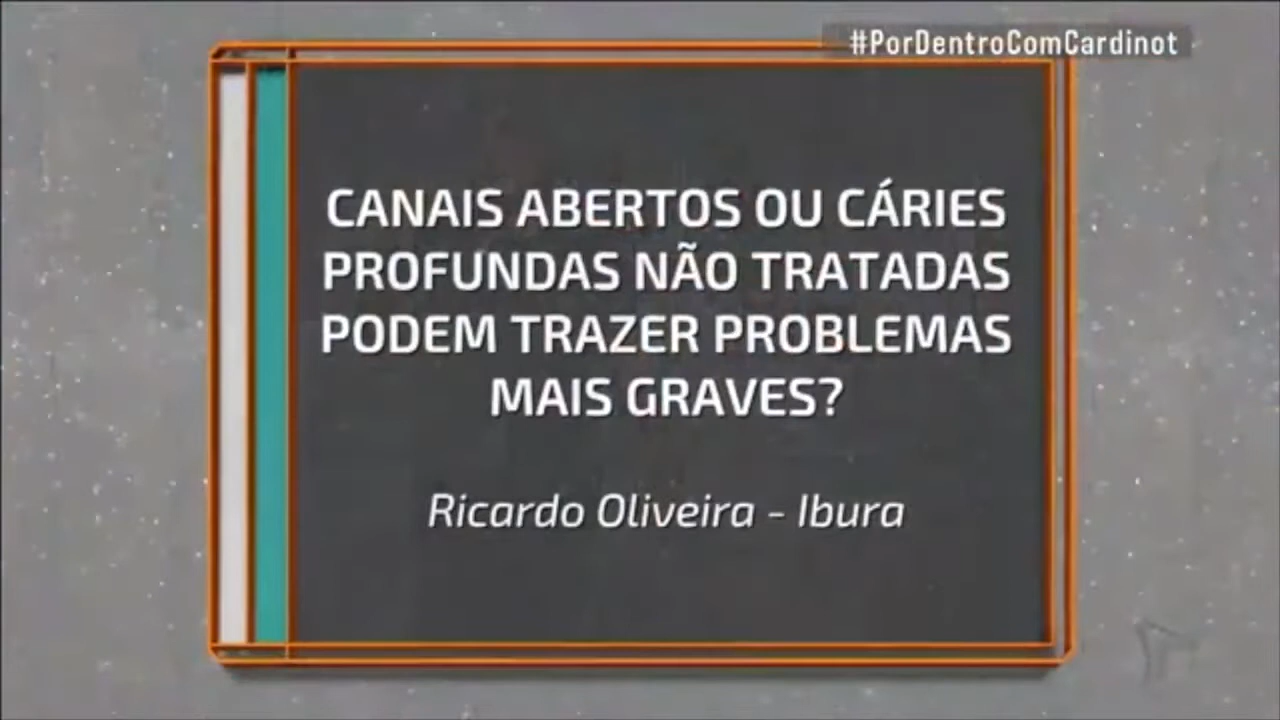 #PorDentroComCardinot
CANAIS ABERTOS OU CÁRIES
PROFUNDAS NÃO TRATADAS
PODEM TRAZER PROBLEMAS
MAIS GRAVES?
Ricardo Oliveira - Ibura